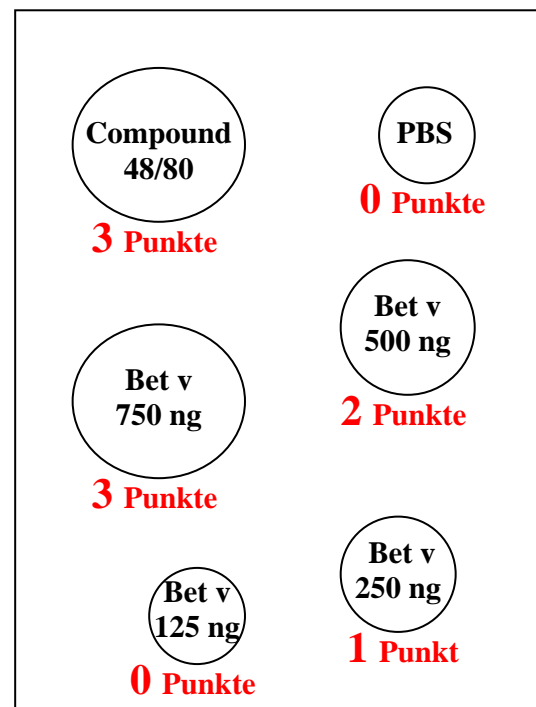 Compound
48/80
3 Punkte
PBS
0 Punkte
Bet v
500 ng
2 Punkte
Bet v
750 ng
3 Punkte
Bet v
250 ng
1 Punkt
Bet v
125 ng
0 Punkte